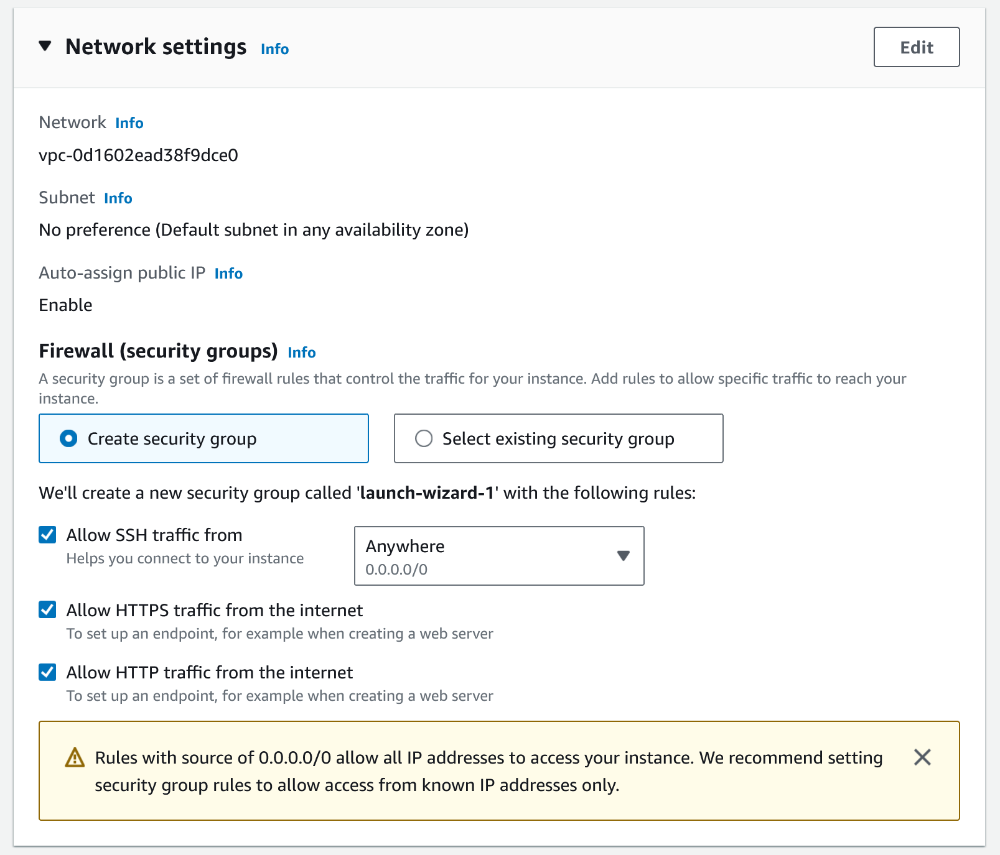 Network settings Info
Edit
Network Info
vpc-0d1602ead38f9dce0
Subnet Info
No preference (Default subnet in any availability zone)
Auto-assign public IP Info
Enable
Firewall (security groups) Info
A security group is a set of firewall rules that control the traffic for your instance. Add rules to allow specific traffic to reach your
instance.
Create security group
Select existing security group
We'll create a new security group called 'launch-wizard-1' with the following rules:
Allow SSH traffic from
Helps you connect to your instance
Anywhere
0.0.0.0/0
Allow HTTPS traffic from the internet
To set up an endpoint, for example when creating a web server
Allow HTTP traffic from the internet
To set up an endpoint, for example when creating a web server
Rules with source of 0.0.0.0/0 allow all IP addresses to access your instance. We recommend setting
security group rules to allow access from known IP addresses only.